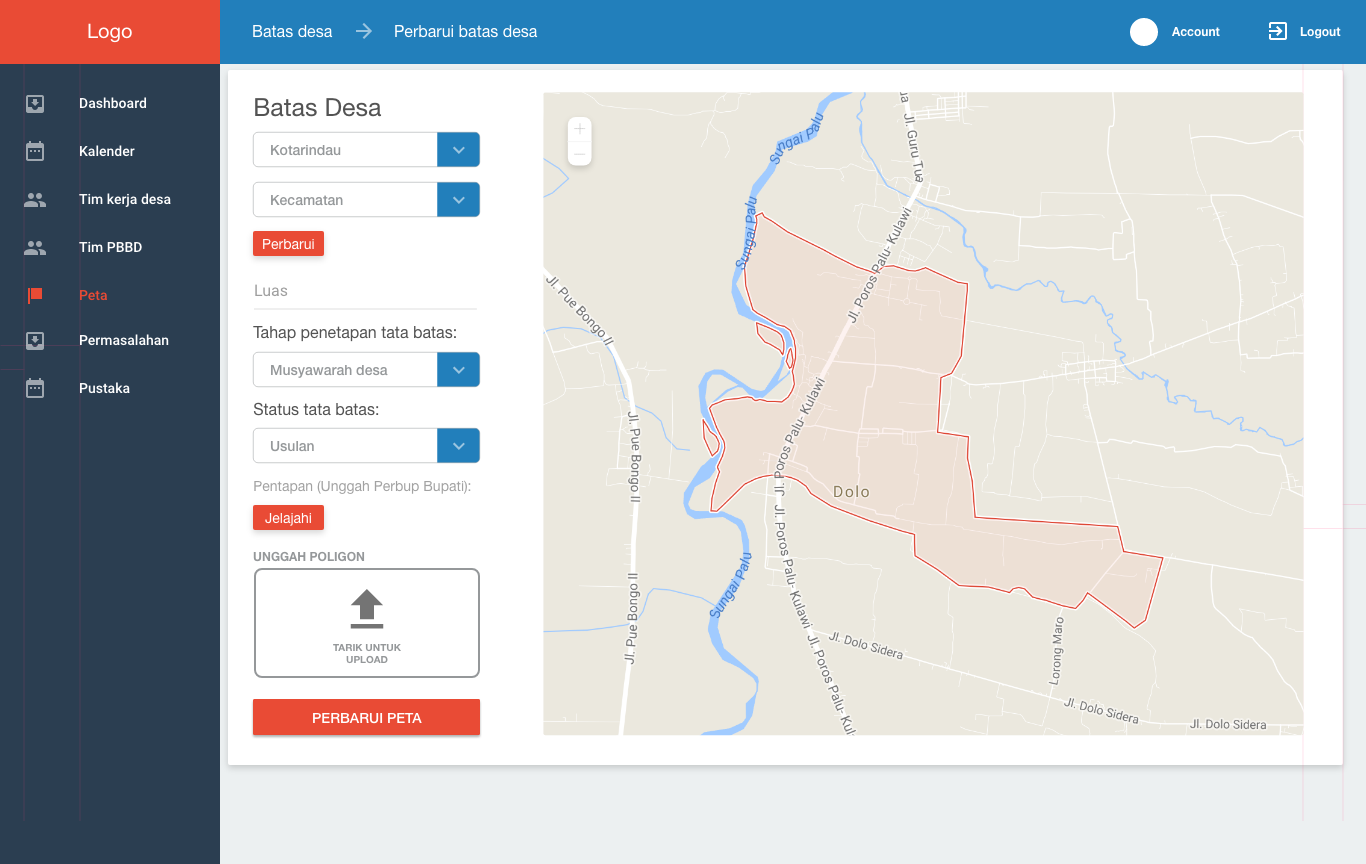 Logo
Batas desa
Perbarui batas desa
Account
Logout
Dashboard
Kalender
Tim kerja desa
Tim PBBD
Peta
Permasalahan
Pustaka
Batas Desa
Kotarindau
Kecamatan
Perbarui
Luas
Tahap penetapan tata batas:
Musyawarah desa
Status tata batas:
Usulan
Pentapan (Unggah Perbup Bupati):
Jelajahi
UNGGAH POLIGON
TARIK UNTUK
UPLOAD
PERBARUI PETA
+
−
Sungai Palu
ua
Jl. Guru Tua
Sungai Palu
Jl. Poros Palu- Kulawi
Jl. Pue Bongo II
Jl. Poros Palu- Kulawi
Jl. Pue Bongo II
Dolo
Jl. P
Jl. Poros Palu- Kulawi
Sungai Palu
Jl. Pue Bongo II
Jl. Dolo Sidera
Lorong Maro
Jl. Poros Palu- Kul
Jl. Dolo Sidera
Jl. Dolo Sidera